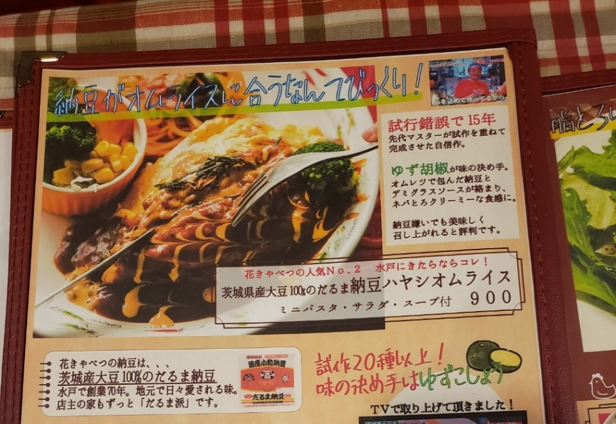 納豆がオムライスに合うなんてびっくり!
試行錯誤で15年
先代マスターが試作を重ねて
完成させた自信作。
ゆず胡椒が味の決め手。
オムレツで包んだ納豆と
デミグラスソースが絡まり、
ネバとろクリーミーな食感に。
納豆嫌いでも美味しく
召し上がれると評判です。
花きゃべつの人気No.2 水戸にきたらならコレ!
茨城県産大豆100%のだるま納豆ハヤシオムライス
ミニパスタ・サラダ・スープ付 900
花きゃべつの納豆は、、、
茨城産大豆100%のだるま納豆
水戸で創業70年。地元で日々愛される味。
店主の家もずっと「だるま派」です。
国産小粒納豆
だるま納豆
試作20種以上!
味の決め手はゆずこしょう
TVで取り上げて頂きました!